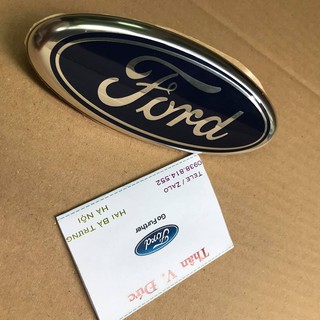 Ford
0938.814.552
TELE / ZALO
HAI BÀ TRƯNG
HÀ NỘI
Go Further
Ford
Thân V. Đức